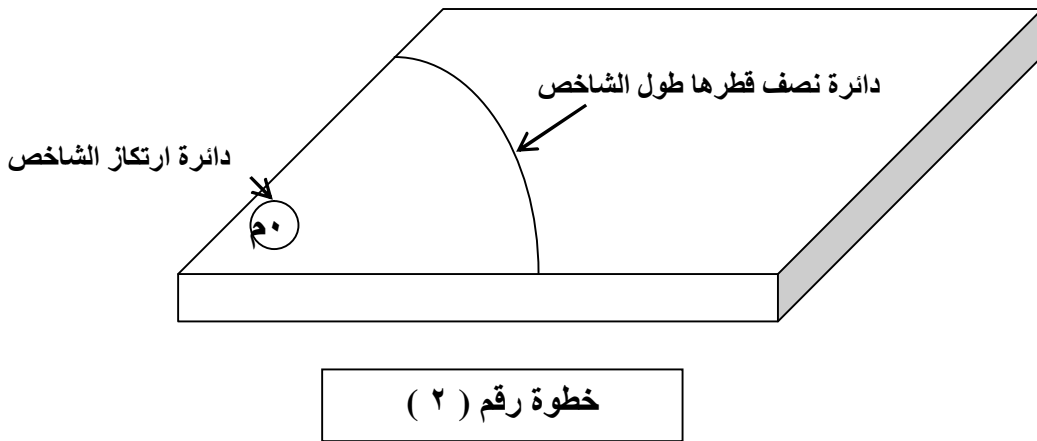 دائرة نصف قطرها طول الشاخص
دائرة ارتكاز الشاخص
م٠
خطوة رقم ( ٢ )